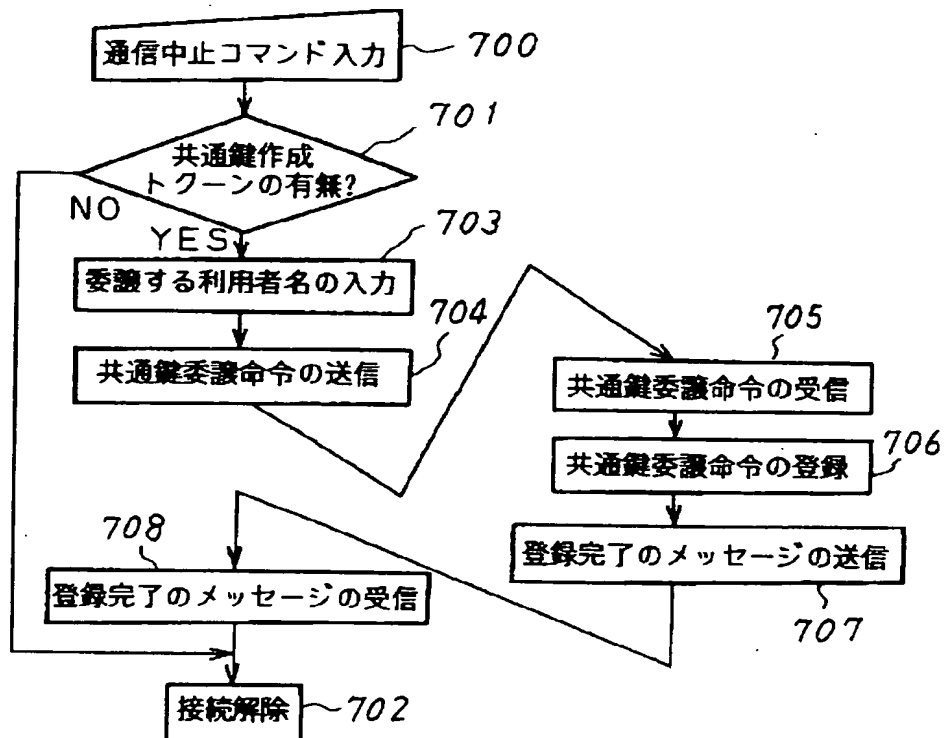 通信中止コマンド入力
700
701
共通鍵作成
トクーンの有無?
NO
YES
703
委譲する利用者名の入力
704
共通鍵委譲命令の送信
705
共通鍵委譲命令の受信
706
共通鍵委譲命令の登録
登録完了のメッセージの送信
707
708
登録完了のメッセージの受信
接続解除
702